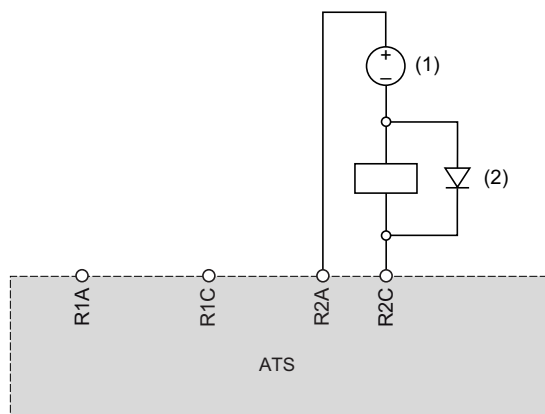 +
(1)
−
(2)
R1A
R1C
R2A
R2C
ATS